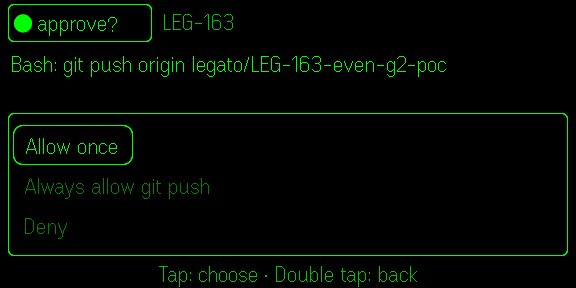 approve? LEG-163
Bash: git push origin legato/LEG-163-even-g2-poc
Allow once
Always allow git push
Deny
Tap: choose · Double tap: back